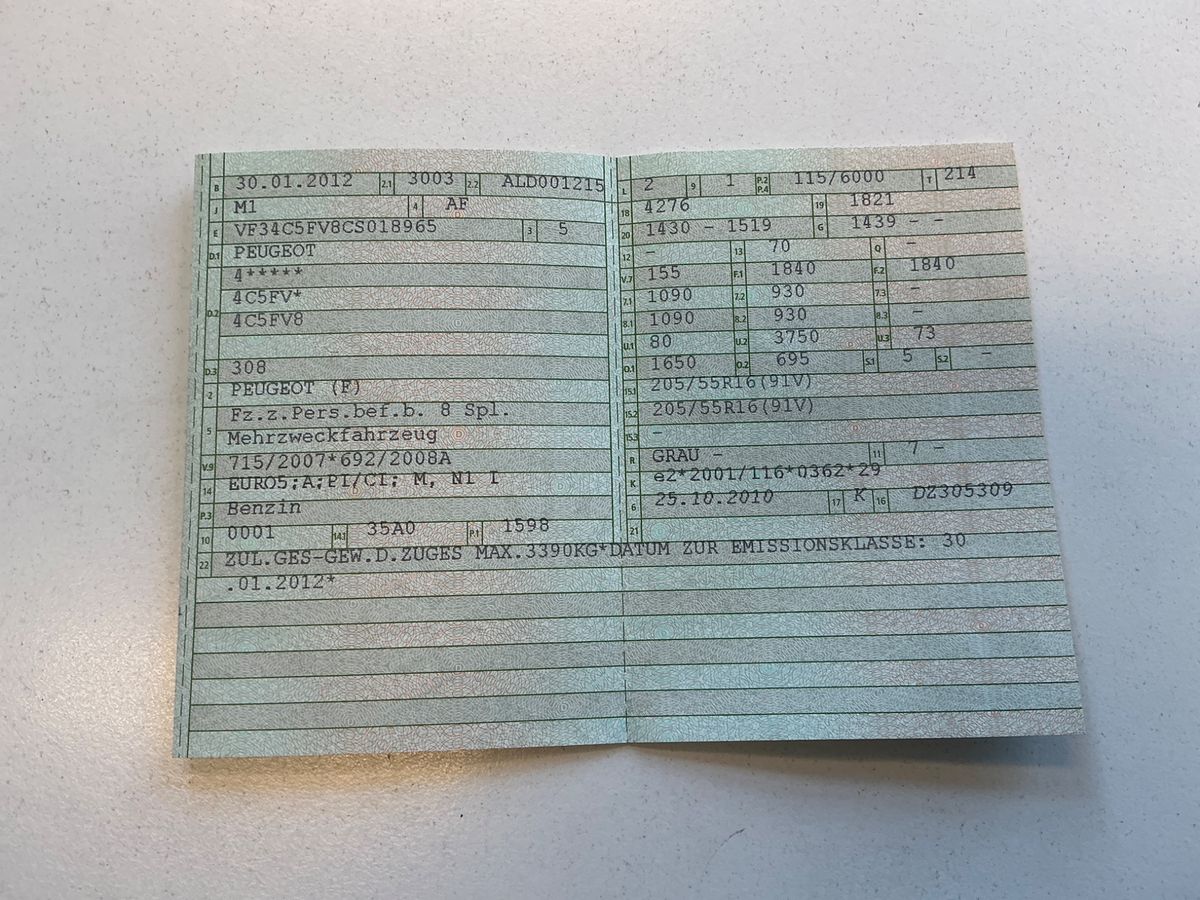 B 30.01.2012 2.1 3003 2.2 ALD001215
J M1 4 AF
E VF34C5FV8CS018965 3 5
D.1 PEUGEOT
4*****
D.2 4C5FV*
4C5FV8
D.3 308
2 PEUGEOT (F)
5 Fz.z.Pers.bef.b. 8 Spl.
Mehrzweckfahrzeug
V.9 715/2007*692/2008A
14 EURO5;A;PI/CI; M, N1 I
P.3 Benzin
10 0001 14.1 35A0 P.1 1598
L 2 9 1 P.2 P.4 115/6000 T 214
18 4276 19 1821
20 1430 - 1519 G 1439 - -
12 - 13 70 Q -
V.7 155 F.1 1840 F.2 1840
7.1 1090 7.2 930 7.3 -
8.1 1090 8.2 930 8.3 -
U.1 80 U.2 3750 U.3 73
O.1 1650 O.2 695 S.1 5 S.2 -
15.1 205/55R16(91V)
15.2 205/55R16(91V)
15.3 -
R GRAU - 11 7 -
K e2*2001/116*0362*29
6 25.10.2010 17 K 16 DZ305309
21
22 ZUL.GES-GEW.D.ZUGES MAX.3390KG*DATUM ZUR EMISSIONSKLASSE: 30
.01.2012*